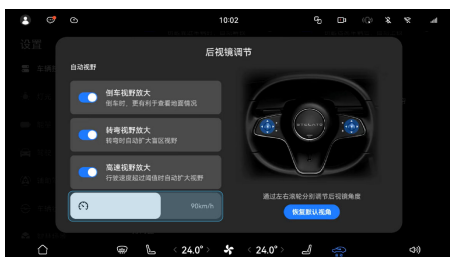 10:02
设置
后视镜调节
自动视野
倒车视野放大
倒车时，更有利于查看地面情况
转弯视野放大
转弯时自动扩大盲区视野
高速视野放大
行驶速度超过阈值时自动扩大视野
90km/h
通过左右滚轮分别调节后视镜角度
恢复默认视角
24.0°
24.0°